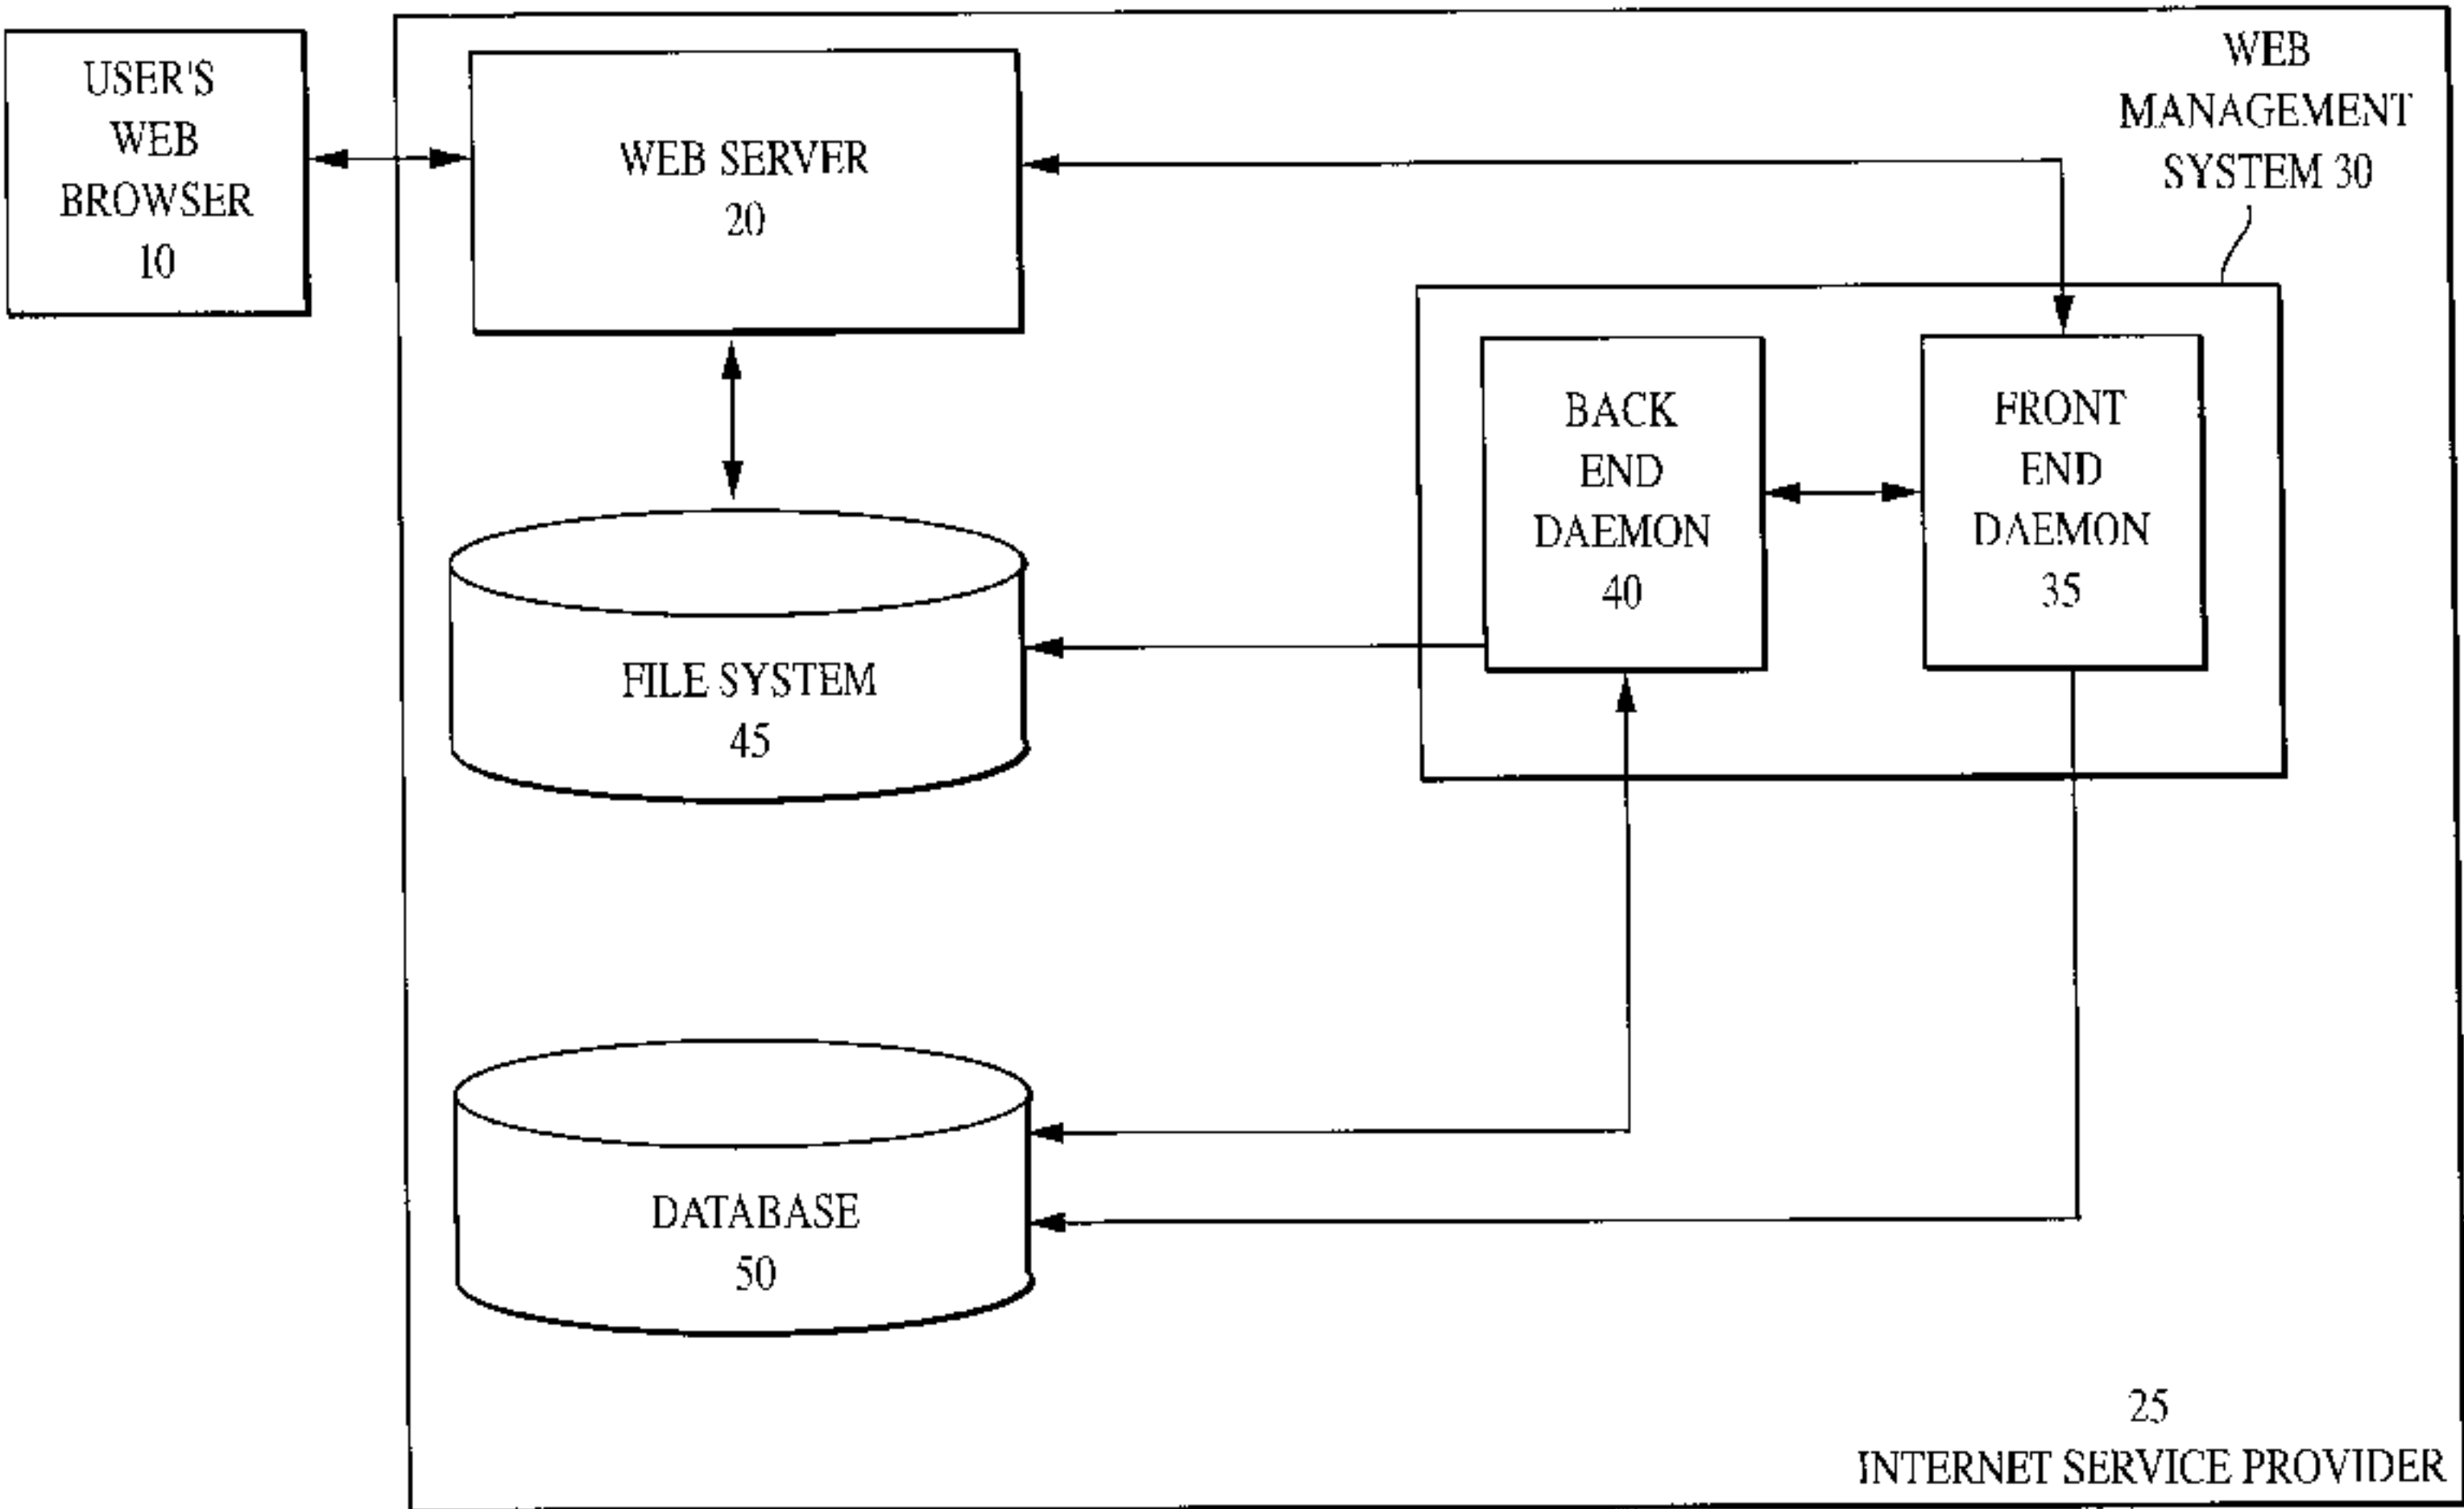 USER'S
WEB
BROWSER
10
WEB SERVER
20
WEB
MANAGEMENT
SYSTEM 30
BACK
END
DAEMON
40
FRONT
END
DAEMON
35
FILE SYSTEM
45
DATABASE
50
25
INTERNET SERVICE PROVIDER